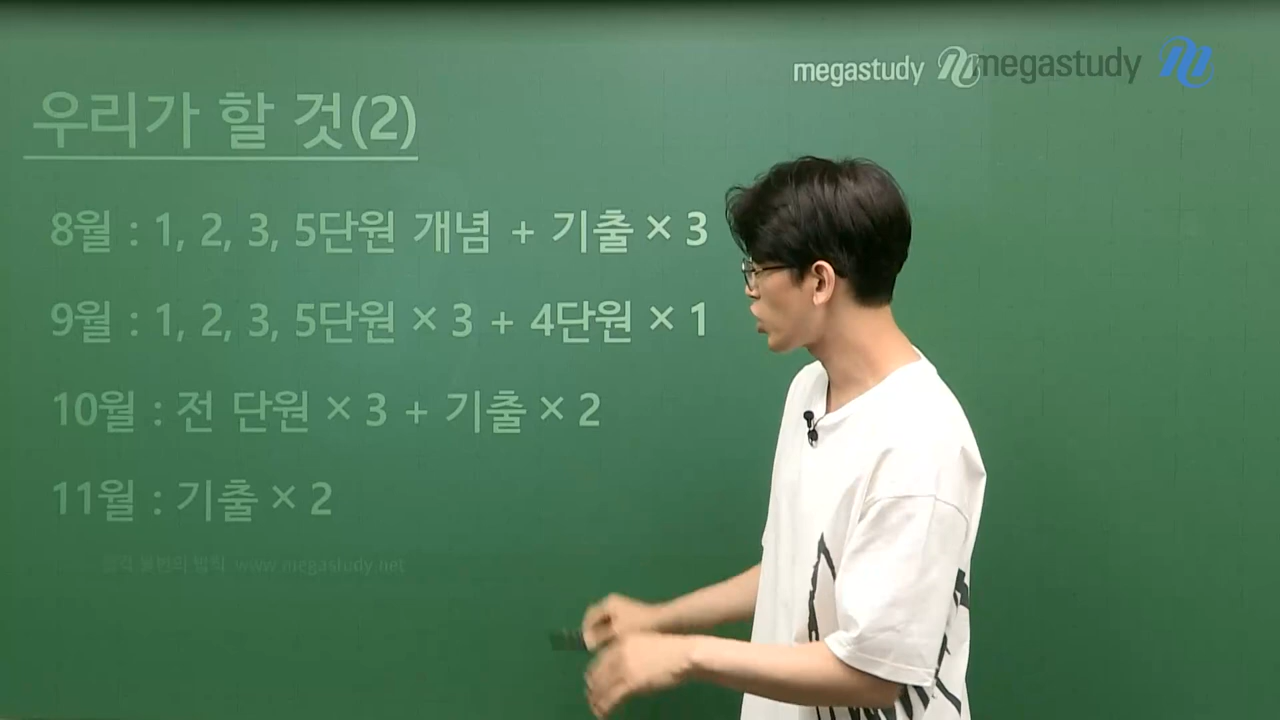 megastudy megastudy
우리가 할 것(2)
8월 : 1, 2, 3, 5단원 개념 + 기출 × 3
9월 : 1, 2, 3, 5단원 × 3 + 4단원 × 1
10월 : 전 단원 × 3 + 기출 × 2
11월 : 기출 × 2
www.megastudy.net